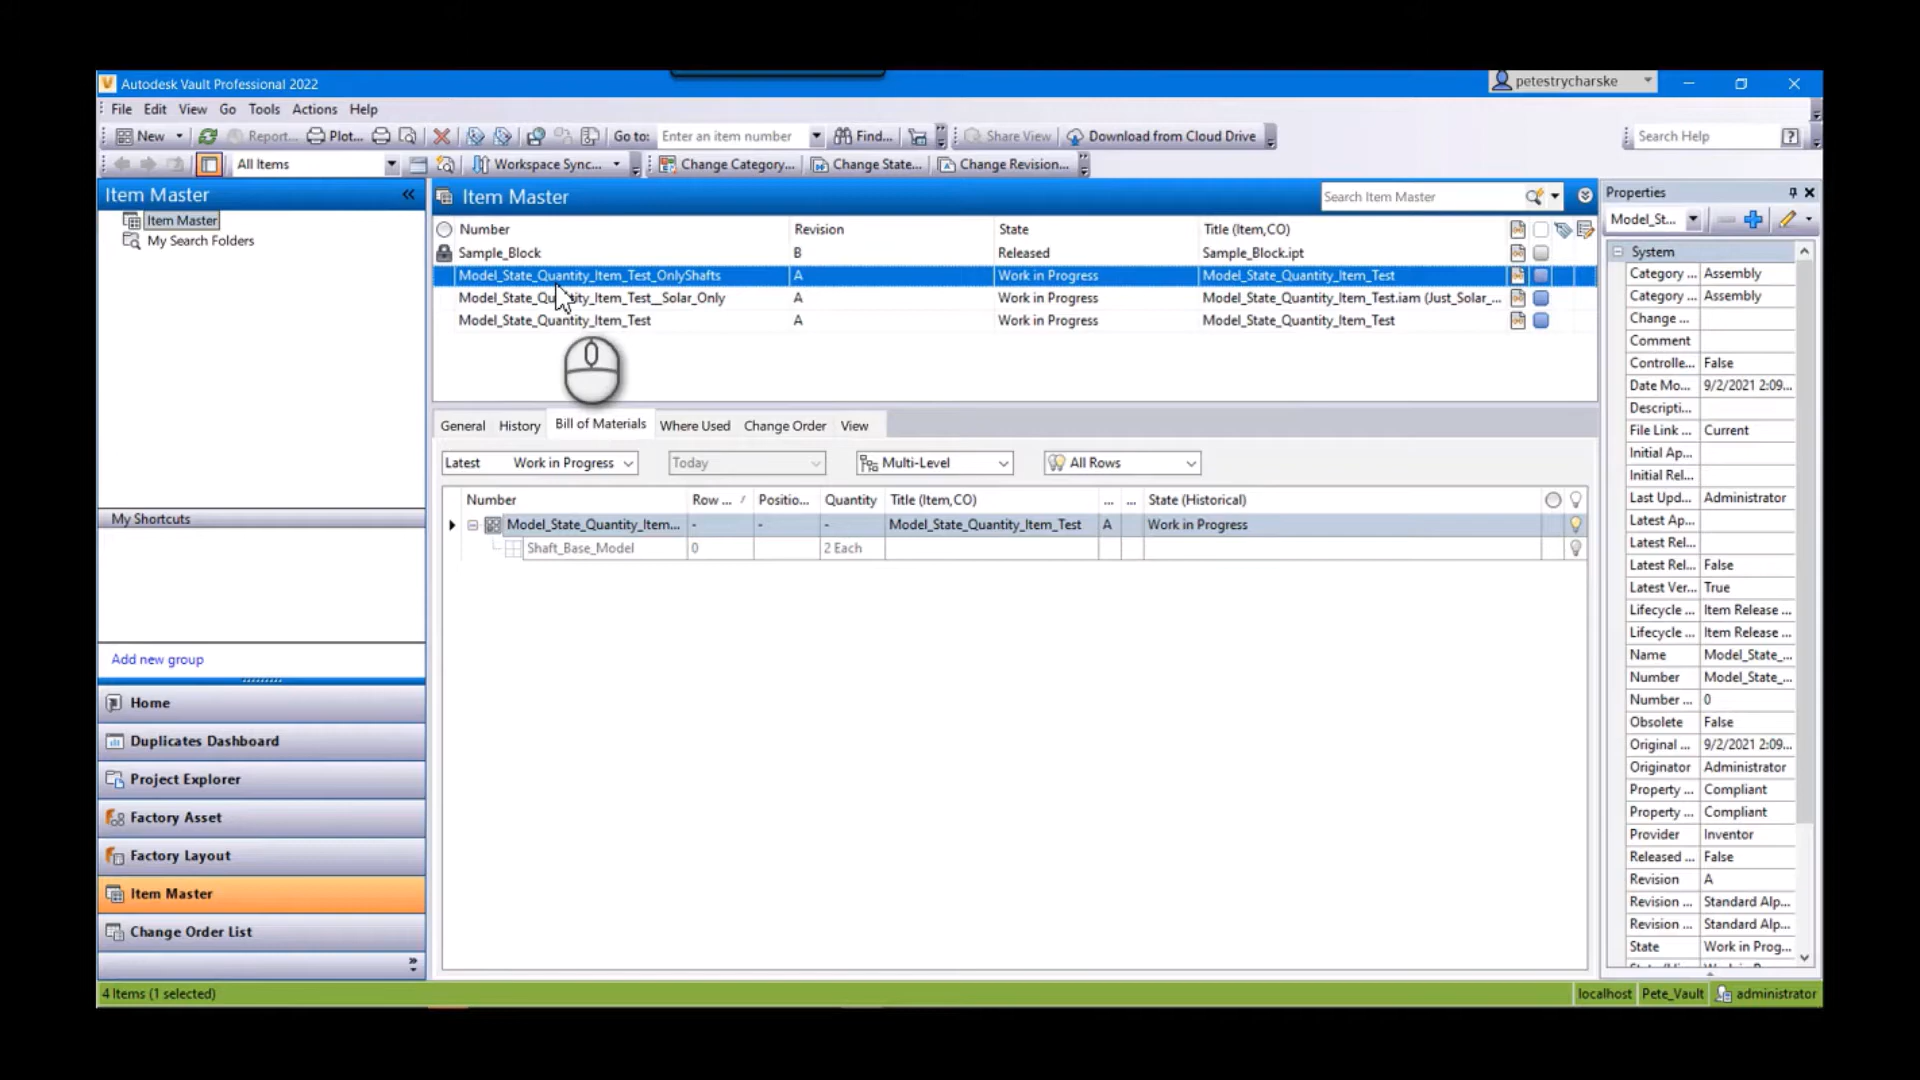 Autodesk Vault Professional 2022
petestrycharske
File Edit View Go Tools Actions Help
New Report... Plot... Go to: Enter an item number Find... Share View Download from Cloud Drive Search Help
All Items Workspace Sync... Change Category... Change State... Change Revision...
Item Master
Item Master
My Search Folders
My Shortcuts
Add new group
Home
Duplicates Dashboard
Project Explorer
Factory Asset
Factory Layout
Item Master
Change Order List
Item Master Search Item Master
Number Revision State Title (Item,CO)
Sample_Block B Released Sample_Block.ipt
Model_State_Quantity_Item_Test_OnlyShafts A Work in Progress Model_State_Quantity_Item_Test
Model_State_Quantity_Item_Test__Solar_Only A Work in Progress Model_State_Quantity_Item_Test.iam (Just_Solar_...
Model_State_Quantity_Item_Test A Work in Progress Model_State_Quantity_Item_Test
General History Bill of Materials Where Used Change Order View
Latest Work in Progress Today Multi-Level All Rows
Number Row ... Positio... Quantity Title (Item,CO) ... ... State (Historical)
Model_State_Quantity_Item... - - - Model_State_Quantity_Item_Test A Work in Progress
Shaft_Base_Model 0 2 Each
Properties
Model_St...
System
Category ... Assembly
Category ... Assembly
Change ...
Comment
Controlle... False
Date Mo... 9/2/2021 2:09...
Descripti...
File Link ... Current
Initial Ap...
Initial Rel...
Last Upd... Administrator
Latest Ap...
Latest Rel...
Latest Rel... False
Latest Ver... True
Lifecycle ... Item Release ...
Lifecycle ... Item Release ...
Name Model_State_...
Number Model_State_...
Number ... 0
Obsolete False
Original ... 9/2/2021 2:09...
Originator Administrator
Property ... Compliant
Property ... Compliant
Provider Inventor
Released ... False
Revision A
Revision ... Standard Alp...
Revision ... Standard Alp...
State Work in Prog...
4 Items (1 selected) localhost Pete_Vault administrator